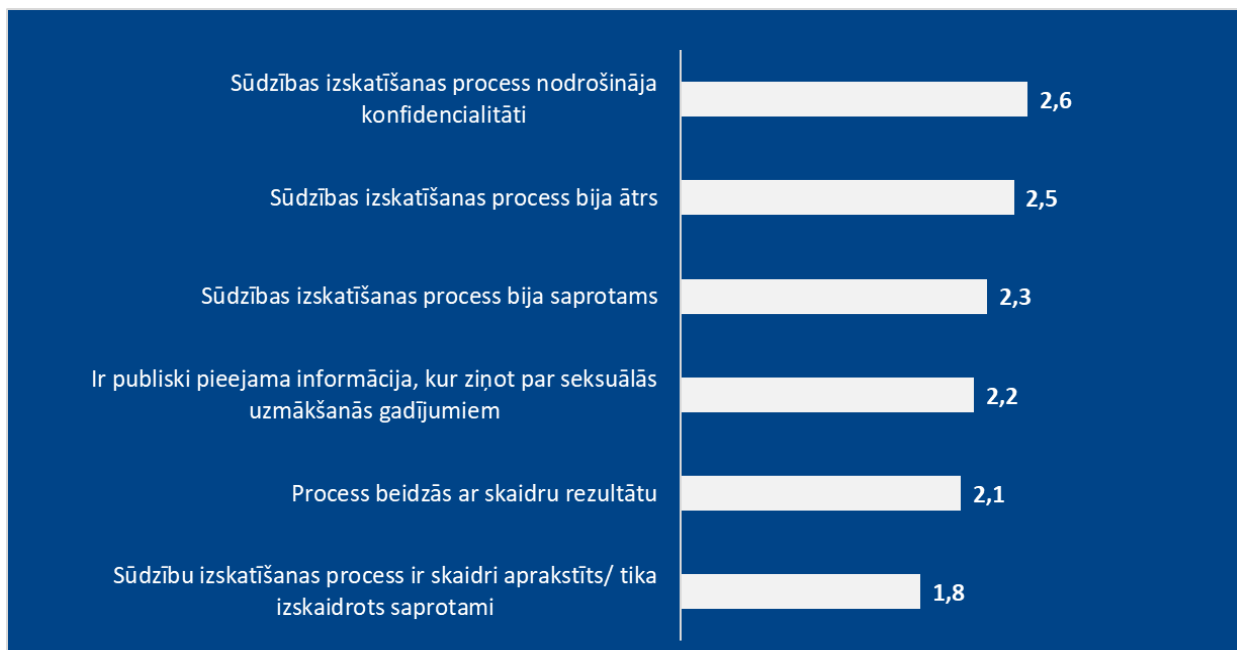 Sūdzības izskatīšanas process nodrošināja
konfidencialitāti
2,6
Sūdzības izskatīšanas process bija ātrs
2,5
Sūdzības izskatīšanas process bija saprotams
2,3
Ir publiski pieejama informācija, kur ziņot par seksuālās
uzmākšanās gadījumiem
2,2
Process beidzās ar skaidru rezultātu
2,1
Sūdzību izskatīšanas process ir skaidri aprakstīts/ tika
izskaidrots saprotami
1,8